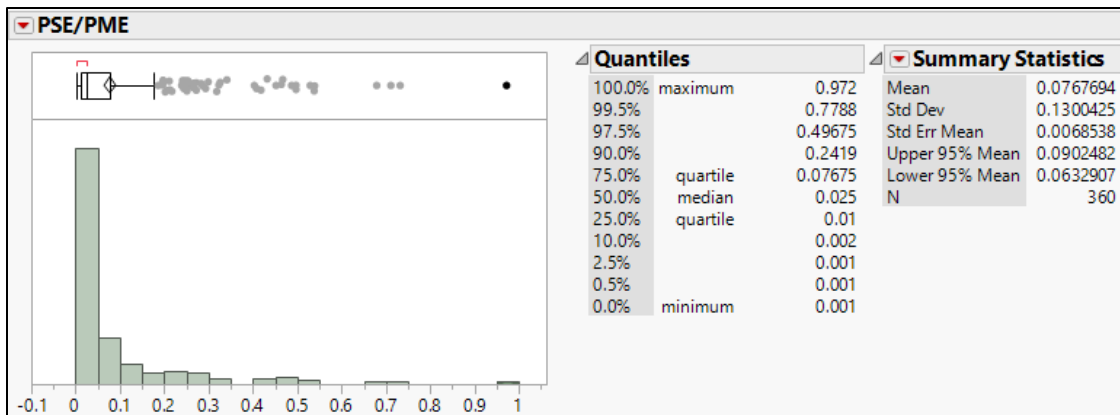 PSE/PME
-0.1 0 0.1 0.2 0.3 0.4 0.5 0.6 0.7 0.8 0.9 1
Quantiles
100.0% maximum 0.972
99.5% 0.7788
97.5% 0.49675
90.0% 0.2419
75.0% quartile 0.07675
50.0% median 0.025
25.0% quartile 0.01
10.0% 0.002
2.5% 0.001
0.5% 0.001
0.0% minimum 0.001
Summary Statistics
Mean 0.0767694
Std Dev 0.1300425
Std Err Mean 0.0068538
Upper 95% Mean 0.0902482
Lower 95% Mean 0.0632907
N 360